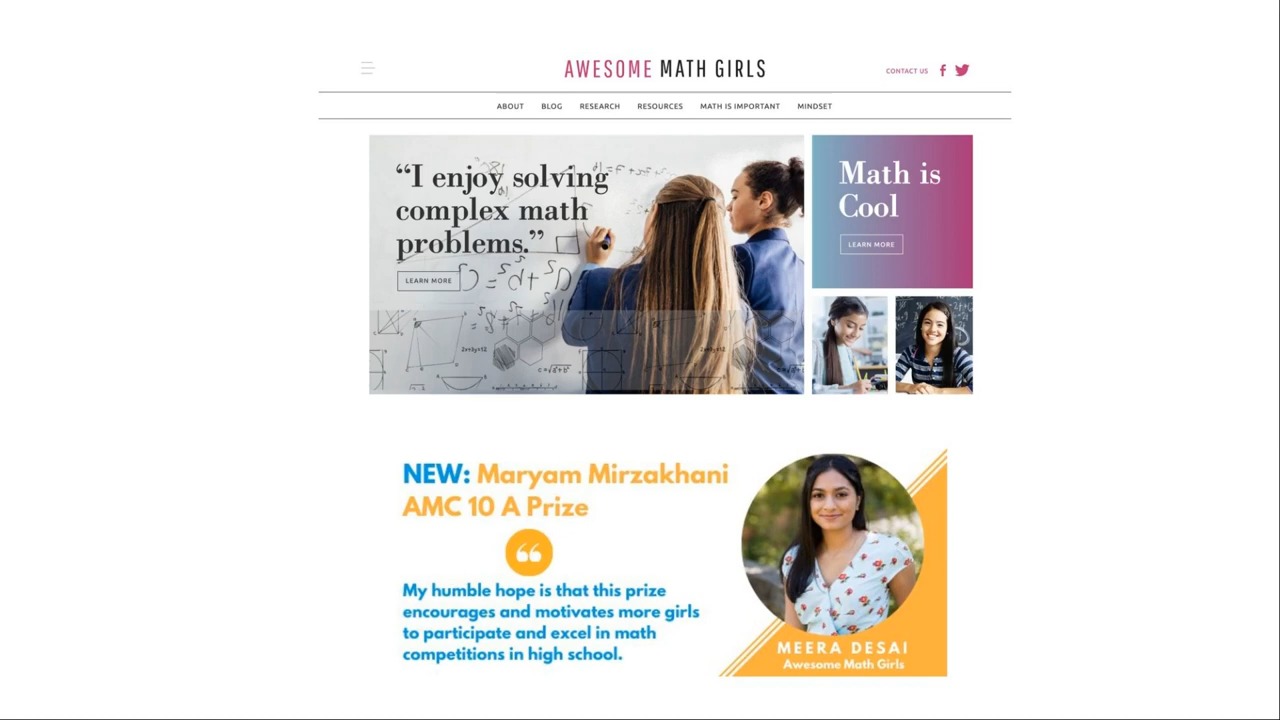 AWESOME MATH GIRLS
CONTACT US
ABOUT BLOG RESEARCH RESOURCES MATH IS IMPORTANT MINDSET
“I enjoy solving
complex math
problems.”
LEARN MORE
Math is
Cool
LEARN MORE
NEW: Maryam Mirzakhani
AMC 10 A Prize
My humble hope is that this prize
encourages and motivates more girls
to participate and excel in math
competitions in high school.
MEERA DESAI
Awesome Math Girls